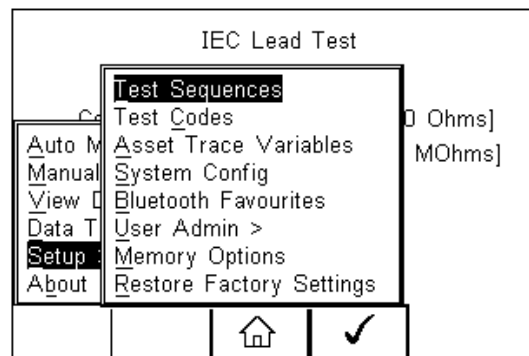 IEC Lead Test
Test Sequences
Test Codes
Asset Trace Variables
System Config
Bluetooth Favourites
User Admin >
Memory Options
Restore Factory Settings
Ohms]
MOhms]
Auto
Manual
View
Data
Setup
About